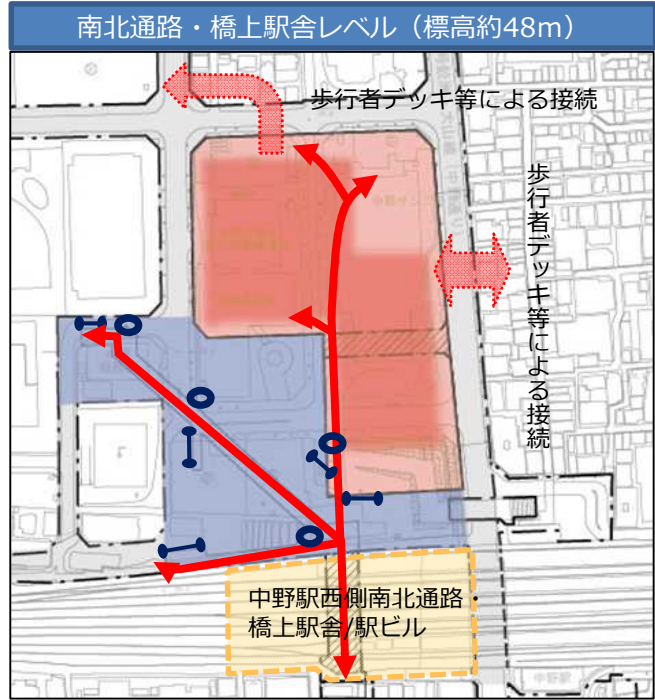 南北通路・橋上駅舎レベル（標高約48m）
歩行者デッキ等による接続
歩行者デッキ等による接続
中野駅西側南北通路・
橋上駅舎/駅ビル
中野駅